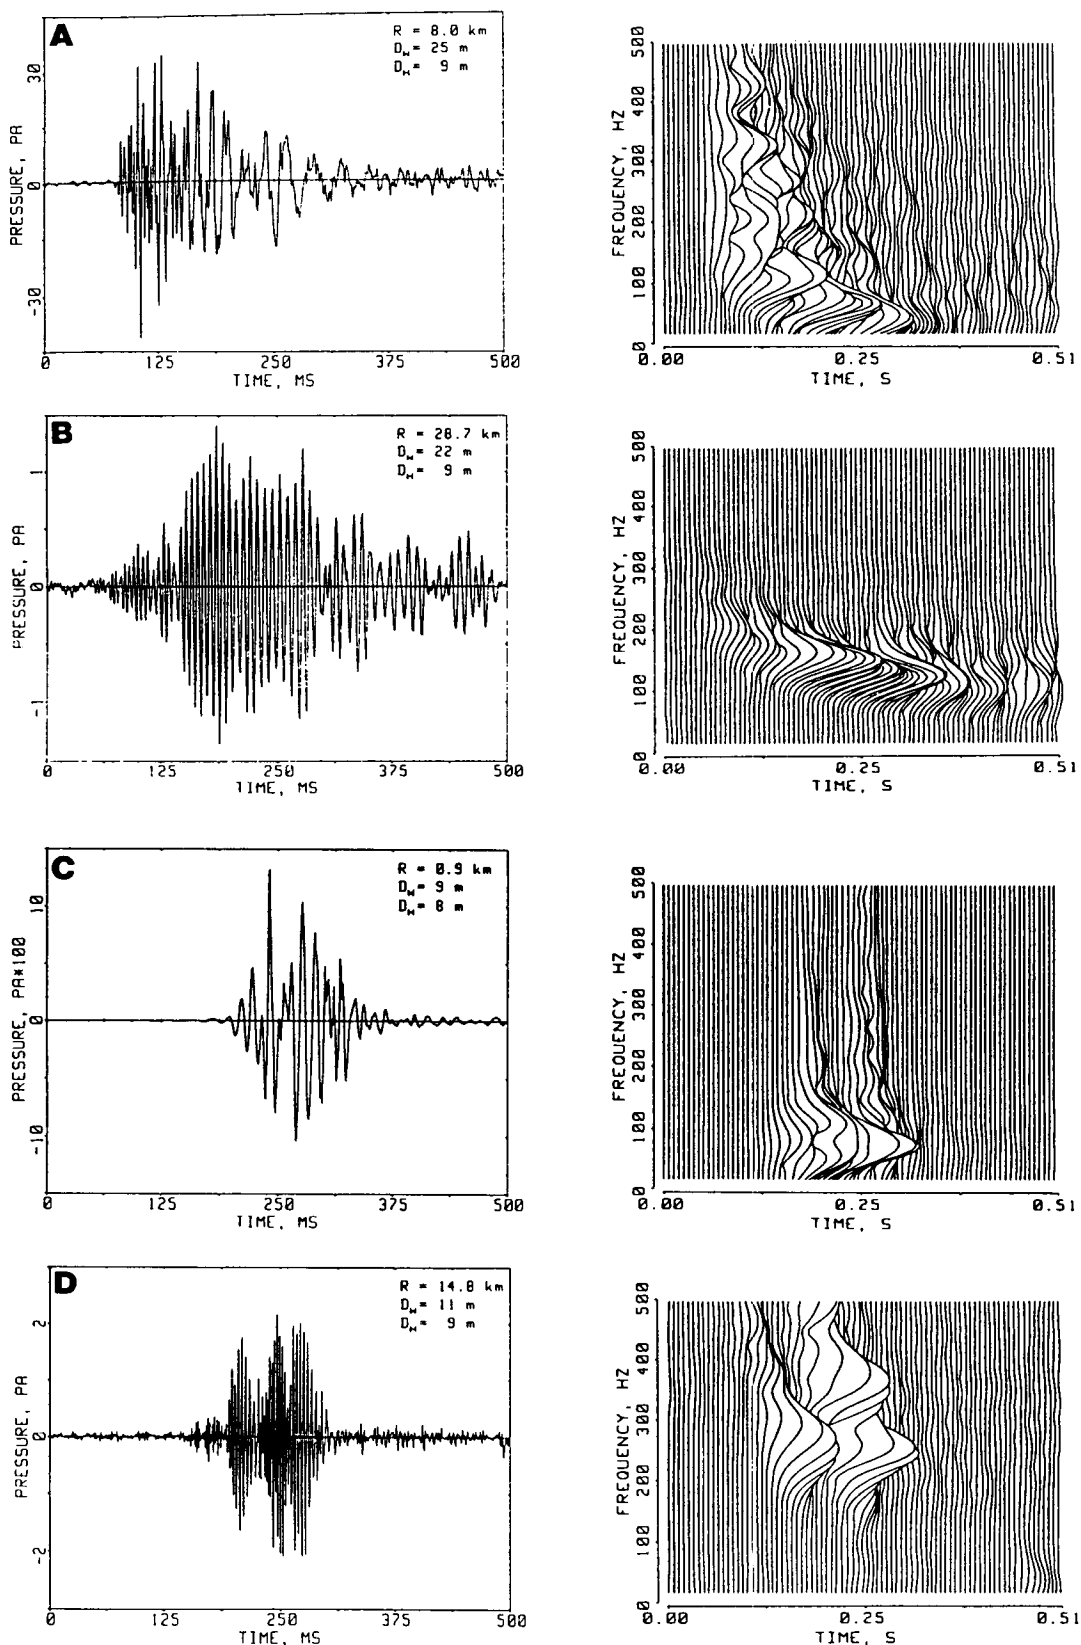 A
R = 8.0 km
D_w = 25 m
D_H = 9 m
PRESSURE, PA
30
0
-30
0 125 250 375 500
TIME, MS
FREQUENCY, HZ
500
400
300
200
100
00
0.00 0.25 0.51
TIME, S
B
R = 28.7 km
D_w = 22 m
D_H = 9 m
PRESSURE, PA
1
0
-1
0 125 250 375 500
TIME, MS
FREQUENCY, HZ
500
400
300
200
100
00
0.00 0.25 0.51
TIME, S
C
R = 0.9 km
D_w = 9 m
D_H = 8 m
PRESSURE, PA*100
10
0
-10
0 125 250 375 500
TIME, MS
FREQUENCY, HZ
500
400
300
200
100
00
0.00 0.25 0.51
TIME, S
D
R = 14.8 km
D_w = 11 m
D_H = 9 m
PRESSURE, PA
2
0
-2
0 125 250 375 500
TIME, MS
FREQUENCY, HZ
500
400
300
200
100
00
0.00 0.25 0.51
TIME, S